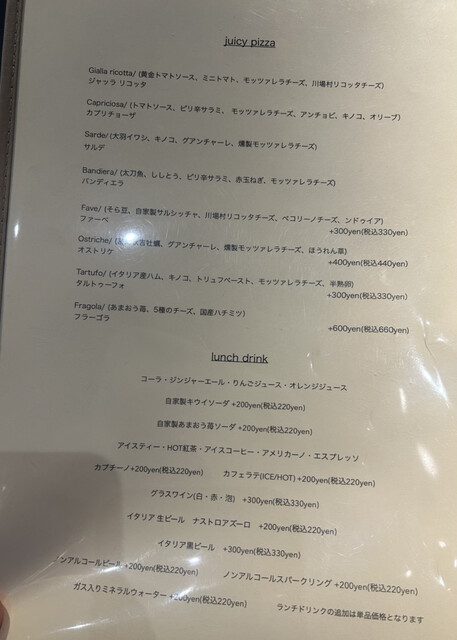 juicy pizza
Gialla ricotta/ (黄金トマトソース、ミニトマト、モッツァレラチーズ、川場村リコッタチーズ)
ジャッラ リコッタ
Capricciosa/ (トマトソース、ピリ辛サラミ、 モッツァレラチーズ、アンチョビ、キノコ、オリーブ)
カプリチョーザ
Sarde/ (大羽イワシ、キノコ、グアンチャーレ、燻製モッツァレラチーズ)
サルデ
Bandiera/ (太刀魚、ししとう、ピリ辛サラミ、赤玉ねぎ、モッツァレラチーズ)
バンディエラ
Fave/ (そら豆、自家製サルシッチャ、川場村リコッタチーズ、ペコリーノチーズ、ンドゥイア)
ファーベ
+300yen(税込330yen)
Ostriche/ 牡蠣、グアンチャーレ、燻製モッツァレラチーズ、ほうれん草)
オストリケ
+400yen(税込440yen)
Tartufo/ (イタリア産ハム、キノコ、トリュフペースト、モッツァレラチーズ、半熟卵)
タルトゥーフォ
+300yen(税込330yen)
Fragola/ (あまおう苺、5種のチーズ、国産ハチミツ)
フラーゴラ
+600yen(税込660yen)
lunch drink
コーラ・ジンジャーエール・りんごジュース・オレンジジュース
自家製キウイソーダ +200yen(税込220yen)
自家製あまおう苺ソーダ +200yen(税込220yen)
アイスティー・HOT紅茶・アイスコーヒー・アメリカーノ・エスプレッソ
カプチーノ+200yen(税込220yen) カフェラテ(ICE/HOT) +200yen(税込220yen)
グラスワイン(白・赤・泡) +300yen(税込330yen)
イタリア 生ビール ナストロアズーロ +200yen(税込220yen)
イタリア黒ビール +300yen(税込330yen)
ノンアルコールビール +200yen(税込220yen) ノンアルコールスパークリング +200yen(税込220yen)
ガス入りミネラルウォーター +200yen(税込220yen)
ランチドリンクの追加は単品価格となります